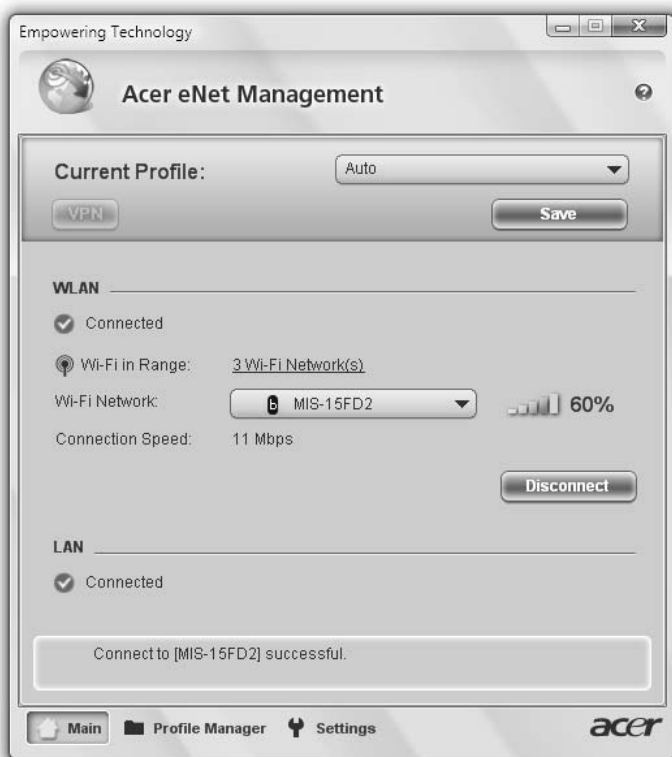 Empowering Technology
Acer eNet Management
Current Profile: Auto
VPN Save
WLAN
Connected
Wi-Fi in Range: 3 Wi-Fi Network(s)
Wi-Fi Network: b MIS-15FD2 60%
Connection Speed: 11 Mbps
Disconnect
LAN
Connected
Connect to [MIS-15FD2] successful.
Main Profile Manager Settings acer